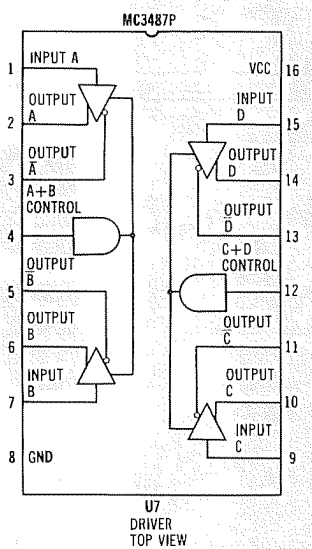 MC3487P
1
INPUT A
2
OUTPUT
A
3
OUTPUT
A̅
A+B
CONTROL
4
5
OUTPUT
B̅
6
OUTPUT
B
7
INPUT
B
8
GND
VCC
16
INPUT
D
15
OUTPUT
D
14
OUTPUT
D̅
13
C+D
CONTROL
12
OUTPUT
C̅
11
OUTPUT
C
10
INPUT
C
9
U7
DRIVER
TOP VIEW